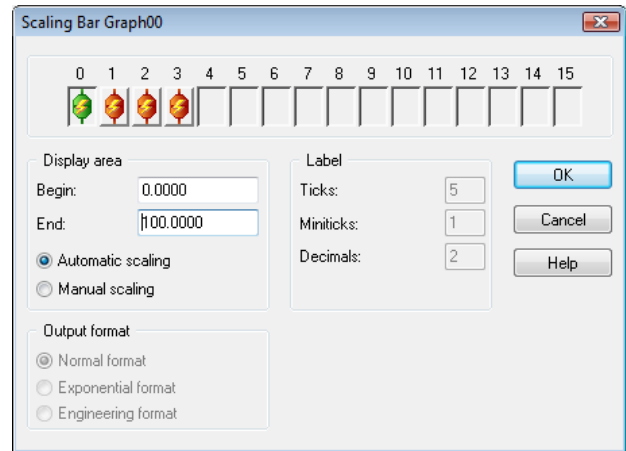 Scaling Bar Graph00
0 1 2 3 4 5 6 7 8 9 10 11 12 13 14 15
Display area
Begin: 0.0000
End: 100.0000
Automatic scaling
Manual scaling
Output format
Normal format
Exponential format
Engineering format
Label
Ticks: 5
Miniticks: 1
Decimals: 2
OK
Cancel
Help